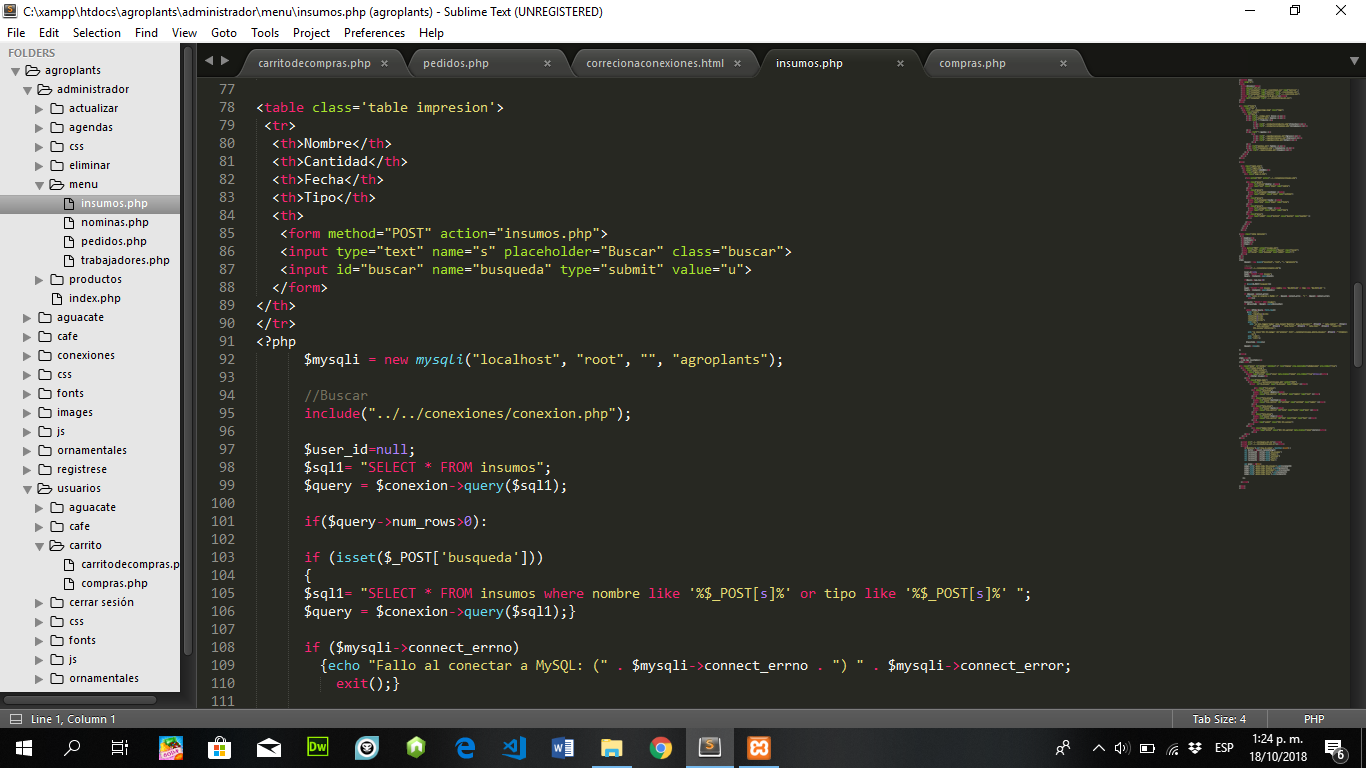 C:\xampp\htdocs\agroplants\administrador\menu\insumos.php (agroplants) - Sublime Text (UNREGISTERED)
File Edit Selection Find View Goto Tools Project Preferences Help
FOLDERS
agroplants
administrador
actualizar
agendas
css
eliminar
menu
insumos.php
nominas.php
pedidos.php
trabajadores.php
productos
index.php
aguacate
cafe
conexiones
css
fonts
images
js
ornamentales
registrese
usuarios
aguacate
cafe
carrito
carritodecompras.p
compras.php
cerrar sesión
css
fonts
js
ornamentales
carritodecompras.php × pedidos.php × correcionaconexiones.html × insumos.php × compras.php ×
77
78 <table class='table impresion'>
79 <tr>
80 <th>Nombre</th>
81 <th>Cantidad</th>
82 <th>Fecha</th>
83 <th>Tipo</th>
84 <th>
85 <form method="POST" action="insumos.php">
86 <input type="text" name="s" placeholder="Buscar" class="buscar">
87 <input id="buscar" name="busqueda" type="submit" value="u">
88 </form>
89 </th>
90 </tr>
91 <?php
92 $mysqli = new mysqli("localhost", "root", "", "agroplants");
93
94 //Buscar
95 include("../../conexiones/conexion.php");
96
97 $user_id=null;
98 $sql1= "SELECT * FROM insumos";
99 $query = $conexion->query($sql1);
100
101 if($query->num_rows>0):
102
103 if (isset($_POST['busqueda']))
104 {
105 $sql1= "SELECT * FROM insumos where nombre like '%$_POST[s]%' or tipo like '%$_POST[s]%' ";
106 $query = $conexion->query($sql1);}
107
108 if ($mysqli->connect_errno)
109 {echo "Fallo al conectar a MySQL: (" . $mysqli->connect_errno . ") " . $mysqli->connect_error;
110 exit();}
111
Line 1, Column 1 Tab Size: 4 PHP
Dw
ESP
1:24 p. m.
18/10/2018
6